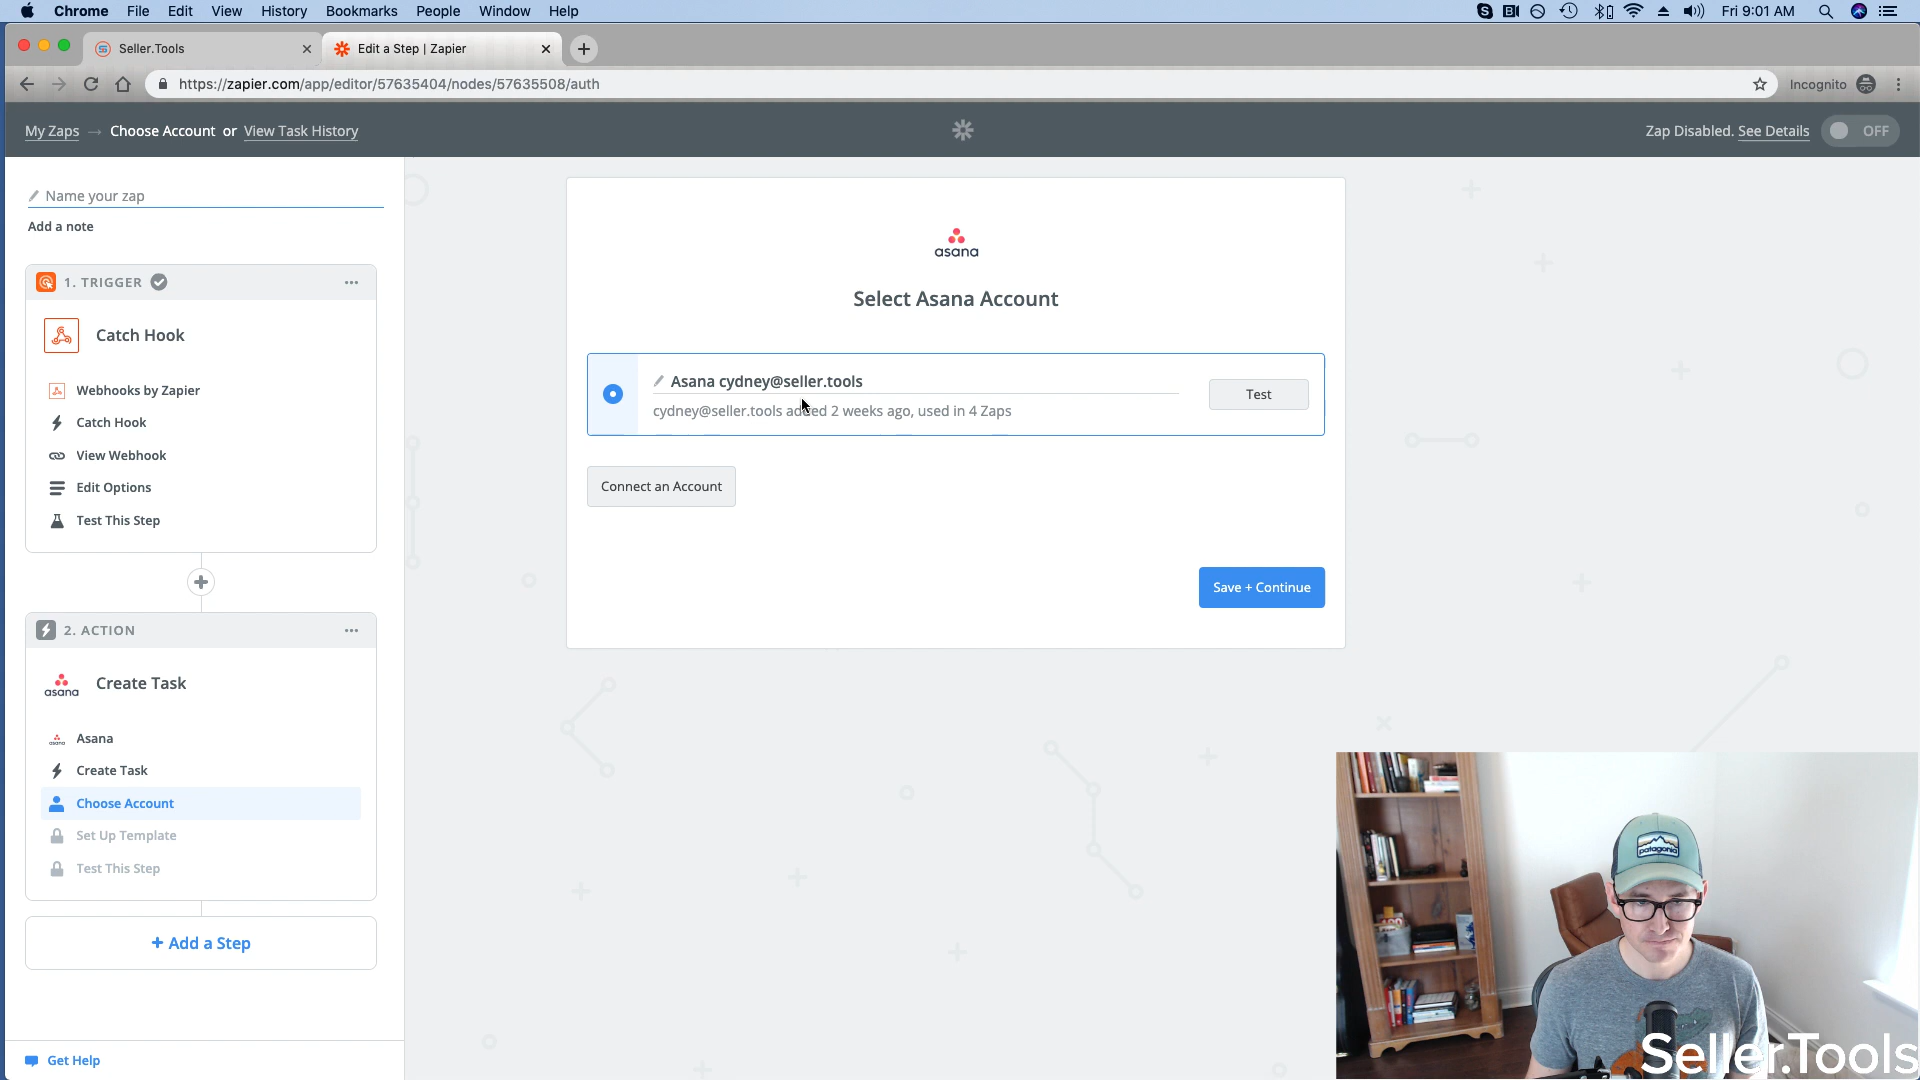 Chrome File Edit View History Bookmarks People Window Help
Fri 9:01 AM
Seller.Tools
Edit a Step | Zapier
https://zapier.com/app/editor/57635404/nodes/57635508/auth
Incognito
My Zaps → Choose Account or View Task History
Zap Disabled. See Details
OFF
Name your zap
Add a note
1. TRIGGER
Catch Hook
Webhooks by Zapier
Catch Hook
View Webhook
Edit Options
Test This Step
2. ACTION
asana
Create Task
Asana
Create Task
Choose Account
Set Up Template
Test This Step
+ Add a Step
Get Help
asana
Select Asana Account
Asana cydney@seller.tools
cydney@seller.tools added 2 weeks ago, used in 4 Zaps
Test
Connect an Account
Save + Continue
patagonia
Seller.Tools